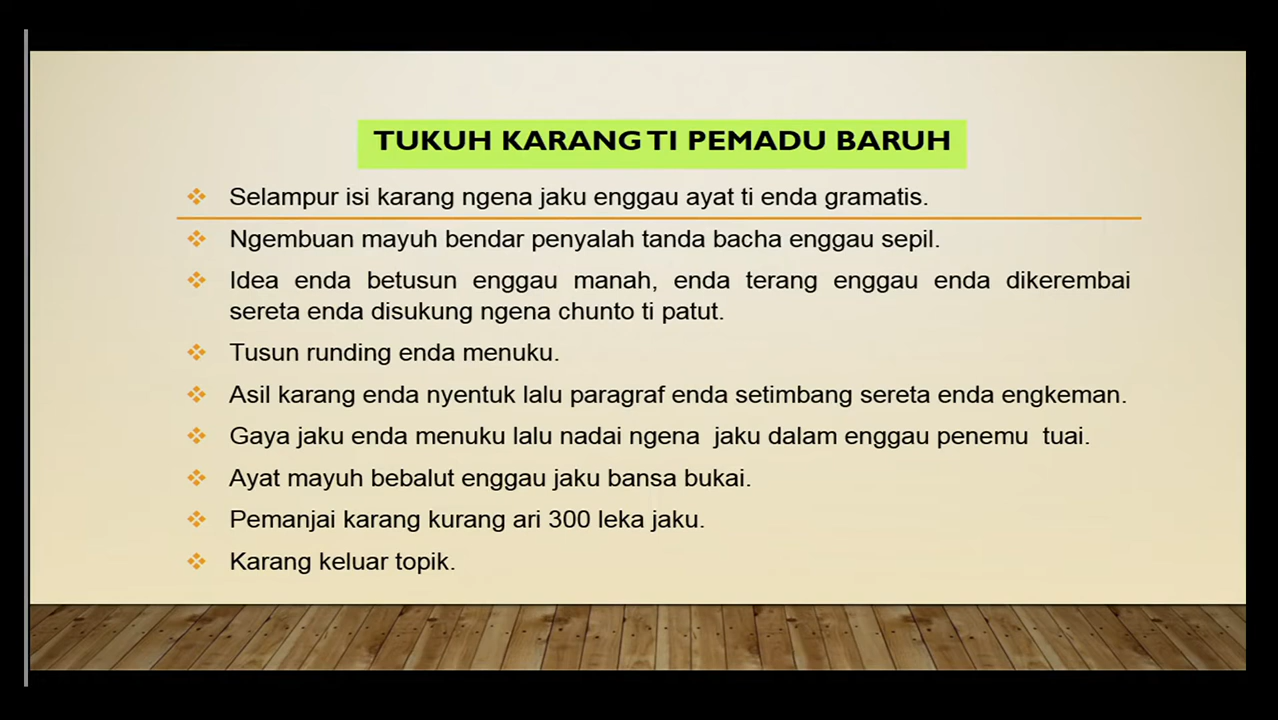 TUKUH KARANG TI PEMADU BARUH
Selampur isi karang ngena jaku enggau ayat ti enda gramatis.
Ngembuan mayuh bendar penyalah tanda bacha enggau sepil.
Idea enda betusun enggau manah, enda terang enggau enda dikerembai
sereta enda disukung ngena chunto ti patut.
Tusun runding enda menuku.
Asil karang enda nyentuk lalu paragraf enda setimbang sereta enda engkeman.
Gaya jaku enda menuku lalu nadai ngena jaku dalam enggau penemu tuai.
Ayat mayuh bebalut enggau jaku bansa bukai.
Pemanjai karang kurang ari 300 leka jaku.
Karang keluar topik.